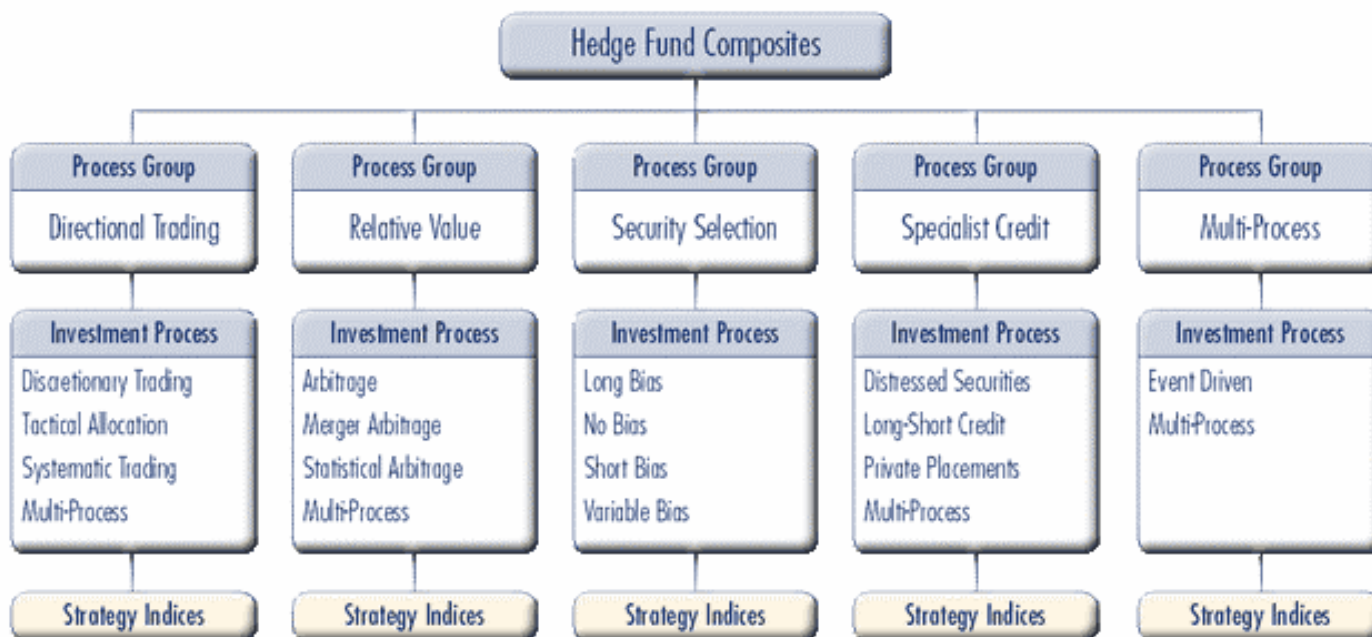 Hedge Fund Composites
Process Group
Directional Trading
Process Group
Relative Value
Process Group
Security Selection
Process Group
Specialist Credit
Process Group
Multi-Process
Investment Process
Discretionary Trading
Tactical Allocation
Systematic Trading
Multi-Process
Investment Process
Arbitrage
Merger Arbitrage
Statistical Arbitrage
Multi-Process
Investment Process
Long Bias
No Bias
Short Bias
Variable Bias
Investment Process
Distressed Securities
Long-Short Credit
Private Placements
Multi-Process
Investment Process
Event Driven
Multi-Process
Strategy Indices
Strategy Indices
Strategy Indices
Strategy Indices
Strategy Indices